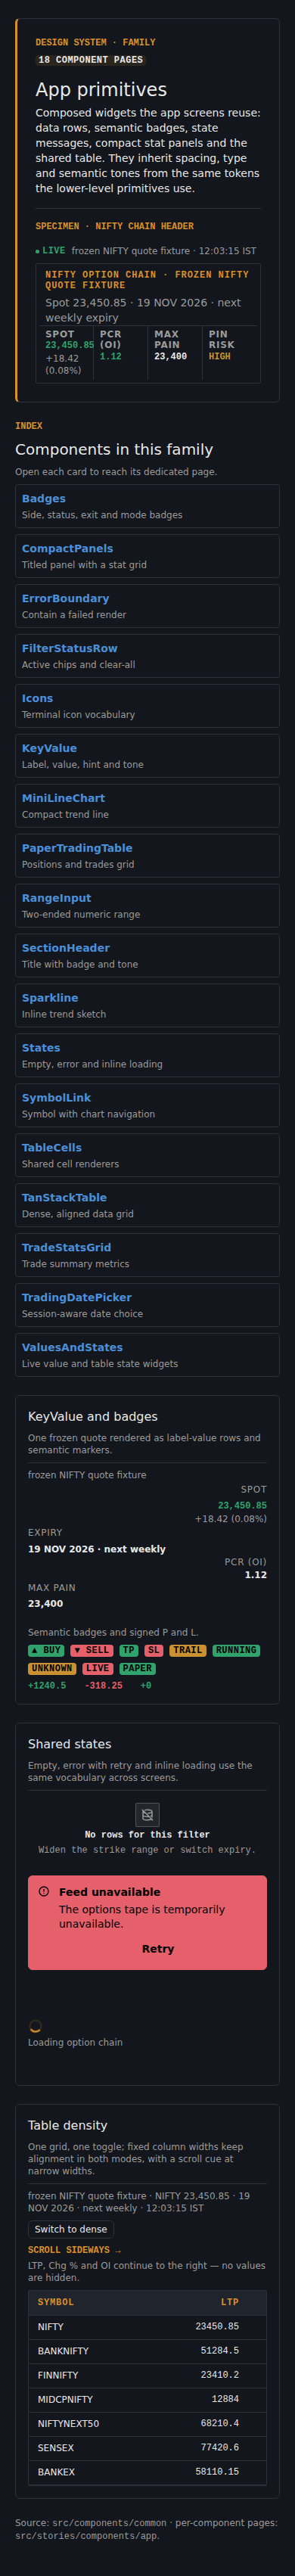 DESIGN SYSTEM · FAMILY
18 COMPONENT PAGES
App primitives
Composed widgets the app screens reuse:
data rows, semantic badges, state
messages, compact stat panels and the
shared table. They inherit spacing, type
and semantic tones from the same tokens
the lower-level primitives use.
SPECIMEN · NIFTY CHAIN HEADER
LIVE frozen NIFTY quote fixture · 12:03:15 IST
NIFTY OPTION CHAIN · FROZEN NIFTY
QUOTE FIXTURE
Spot 23,450.85 · 19 NOV 2026 · next
weekly expiry
SPOT
23,450.85
+18.42
(0.08%)
PCR
(OI)
1.12
MAX
PAIN
23,400
PIN
RISK
HIGH
INDEX
Components in this family
Open each card to reach its dedicated page.
Badges
Side, status, exit and mode badges
CompactPanels
Titled panel with a stat grid
ErrorBoundary
Contain a failed render
FilterStatusRow
Active chips and clear-all
Icons
Terminal icon vocabulary
KeyValue
Label, value, hint and tone
MiniLineChart
Compact trend line
PaperTradingTable
Positions and trades grid
RangeInput
Two-ended numeric range
SectionHeader
Title with badge and tone
Sparkline
Inline trend sketch
States
Empty, error and inline loading
SymbolLink
Symbol with chart navigation
TableCells
Shared cell renderers
TanStackTable
Dense, aligned data grid
TradeStatsGrid
Trade summary metrics
TradingDatePicker
Session-aware date choice
ValuesAndStates
Live value and table state widgets
KeyValue and badges
One frozen quote rendered as label-value rows and
semantic markers.
frozen NIFTY quote fixture
SPOT
23,450.85
+18.42 (0.08%)
EXPIRY
19 NOV 2026 · next weekly
PCR (OI)
1.12
MAX PAIN
23,400
Semantic badges and signed P and L.
▲ BUY ▼ SELL TP SL TRAIL RUNNING
UNKNOWN LIVE PAPER
+1240.5 -318.25 +0
Shared states
Empty, error with retry and inline loading use the
same vocabulary across screens.
No rows for this filter
Widen the strike range or switch expiry.
Feed unavailable
The options tape is temporarily
unavailable.
Retry
Loading option chain
Table density
One grid, one toggle; fixed column widths keep
alignment in both modes, with a scroll cue at
narrow widths.
frozen NIFTY quote fixture · NIFTY 23,450.85 · 19
NOV 2026 · next weekly · 12:03:15 IST
Switch to dense
SCROLL SIDEWAYS →
LTP, Chg % and OI continue to the right — no values
are hidden.
SYMBOL LTP
NIFTY 23450.85
BANKNIFTY 51284.5
FINNIFTY 23410.2
MIDCPNIFTY 12884
NIFTYNEXT50 68210.4
SENSEX 77420.6
BANKEX 58110.15
Source: src/components/common · per-component pages:
src/stories/components/app.